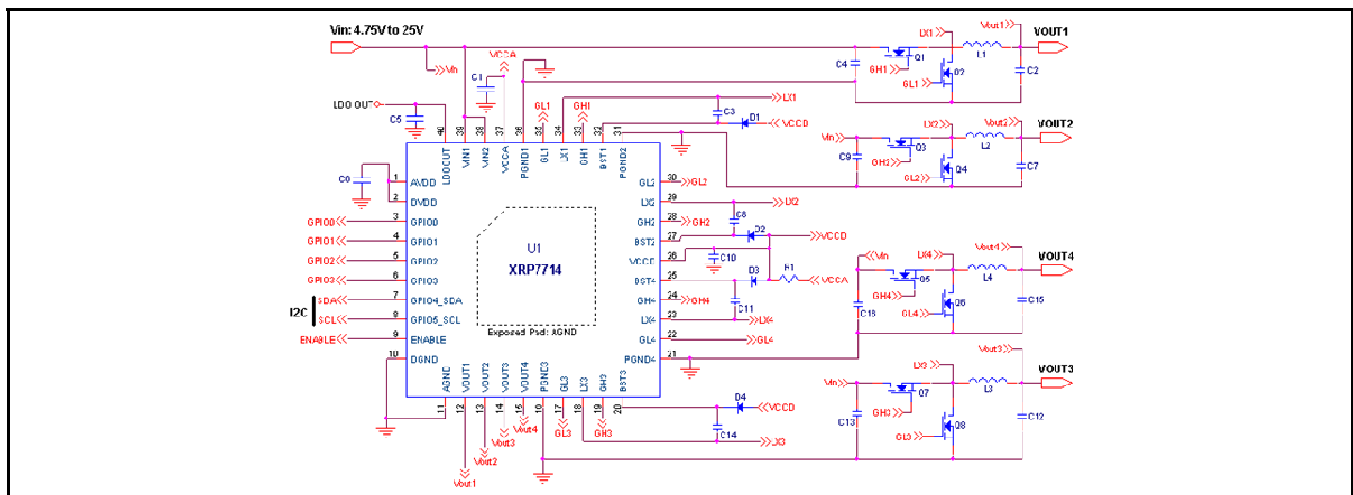 Vin: 4.75V to 25V
Vin
LDO OUT
C5
C1
VCCA
GL1
GH1
LX1
C3
D1
VCCD
40 39 38 37 36 35 34 33 32 31
LDOOUT VIN1 VIN2 VCCA PGND1 GL1 LX1 GH1 BST1 PGND2
1 AVDD
2 DVDD
3 GPIO0
4 GPIO1
5 GPIO2
6 GPIO3
7 GPIO4_SDA
8 GPIO5_SCL
9 ENABLE
10 DGND
GPIO0
GPIO1
GPIO2
GPIO3
I2C
SDA
SCL
ENABLE
U1
XRP7714
Exposed Pad: AGND
GL2 30 GL2
LX2 29 LX2
GH2 28 GH2
BST2 27
VCCD 26
BST4 25
GH4 24 GH4
LX4 23 LX4
GL4 22 GL4
PGND4 21
C8
D2
VCCD
C10
D3
R1
VCCA
C11
AGND VOUT1 VOUT2 VOUT3 VOUT4 PGND3 GL3 LX3 GH3 BST3
11 12 13 14 15 16 17 18 19 20
Vout1
Vout2
Vout3
Vout4
GL3
GH3
D4
VCCD
C14
LX3
LX1
Vout1
VOUT1
C4
Q1
GH1
GL1
Q2
L1
C2
Vin
LX2
Vout2
VOUT2
C9
Q3
GH2
GL2
Q4
L2
C7
Vin
LX4
Vout4
VOUT4
Q5
GH4
GL4
Q6
L4
C15
Vin
LX3
Vout3
VOUT3
C13
Q7
GH3
GL3
Q8
L3
C12